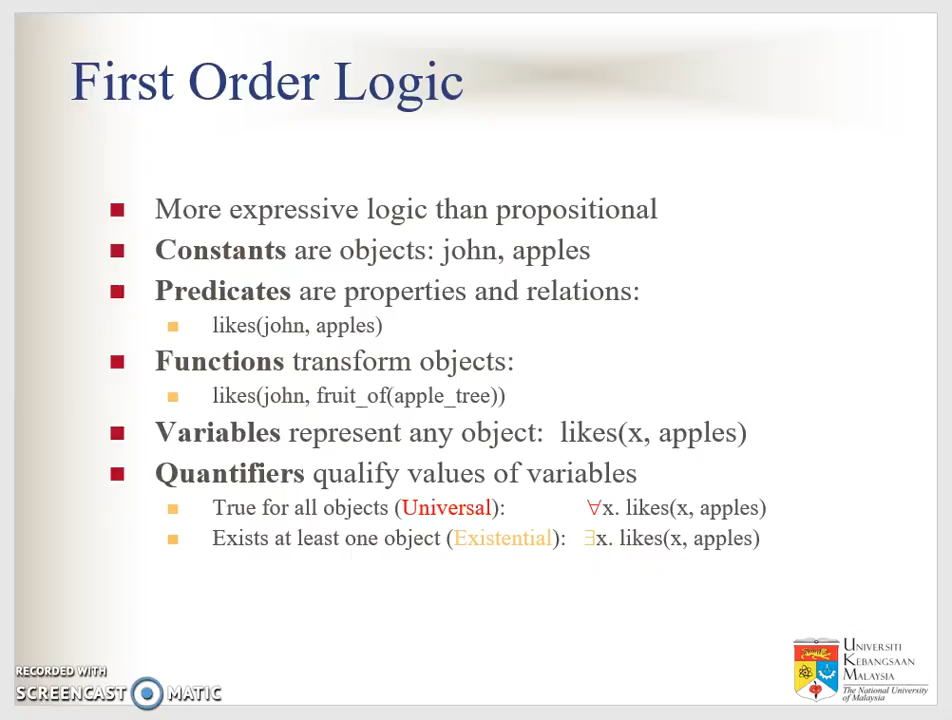 First Order Logic
More expressive logic than propositional
Constants are objects: john, apples
Predicates are properties and relations:
likes(john, apples)
Functions transform objects:
likes(john, fruit_of(apple_tree))
Variables represent any object: likes(x, apples)
Quantifiers qualify values of variables
True for all objects (Universal): ∀x. likes(x, apples)
Exists at least one object (Existential): ∃x. likes(x, apples)
RECORDED WITH
SCREENCAST MATIC
UNIVERSITI
KEBANGSAAN
MALAYSIA
The National University
of Malaysia